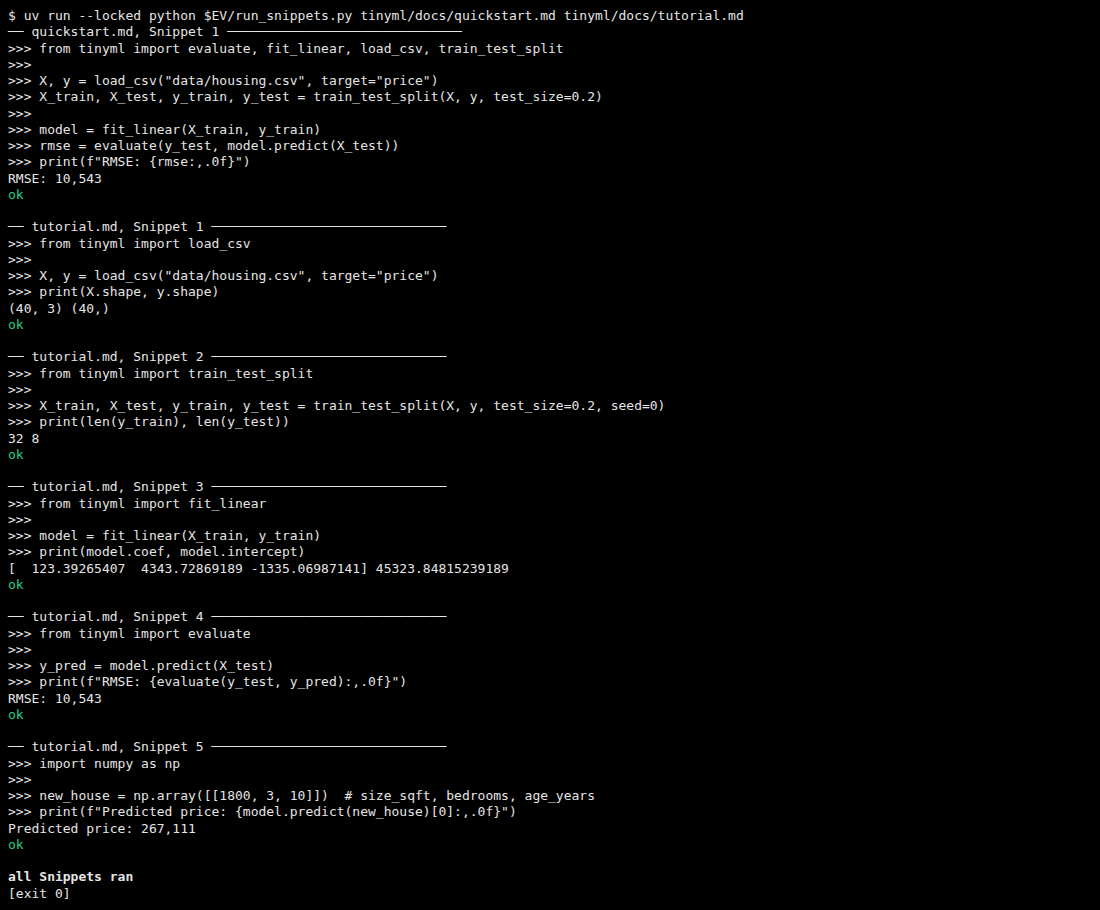 $ uv run --locked python $EV/run_snippets.py tinyml/docs/quickstart.md tinyml/docs/tutorial.md
── quickstart.md, Snippet 1 ──────────────────────────────
>>> from tinyml import evaluate, fit_linear, load_csv, train_test_split
>>>
>>> X, y = load_csv("data/housing.csv", target="price")
>>> X_train, X_test, y_train, y_test = train_test_split(X, y, test_size=0.2)
>>>
>>> model = fit_linear(X_train, y_train)
>>> rmse = evaluate(y_test, model.predict(X_test))
>>> print(f"RMSE: {rmse:,.0f}")
RMSE: 10,543
ok
── tutorial.md, Snippet 1 ──────────────────────────────
>>> from tinyml import load_csv
>>>
>>> X, y = load_csv("data/housing.csv", target="price")
>>> print(X.shape, y.shape)
(40, 3) (40,)
ok
── tutorial.md, Snippet 2 ──────────────────────────────
>>> from tinyml import train_test_split
>>>
>>> X_train, X_test, y_train, y_test = train_test_split(X, y, test_size=0.2, seed=0)
>>> print(len(y_train), len(y_test))
32 8
ok
── tutorial.md, Snippet 3 ──────────────────────────────
>>> from tinyml import fit_linear
>>>
>>> model = fit_linear(X_train, y_train)
>>> print(model.coef, model.intercept)
[  123.39265407  4343.72869189 -1335.06987141] 45323.84815239189
ok
── tutorial.md, Snippet 4 ──────────────────────────────
>>> from tinyml import evaluate
>>>
>>> y_pred = model.predict(X_test)
>>> print(f"RMSE: {evaluate(y_test, y_pred):,.0f}")
RMSE: 10,543
ok
── tutorial.md, Snippet 5 ──────────────────────────────
>>> import numpy as np
>>>
>>> new_house = np.array([[1800, 3, 10]])  # size_sqft, bedrooms, age_years
>>> print(f"Predicted price: {model.predict(new_house)[0]:,.0f}")
Predicted price: 267,111
ok
all Snippets ran
[exit 0]